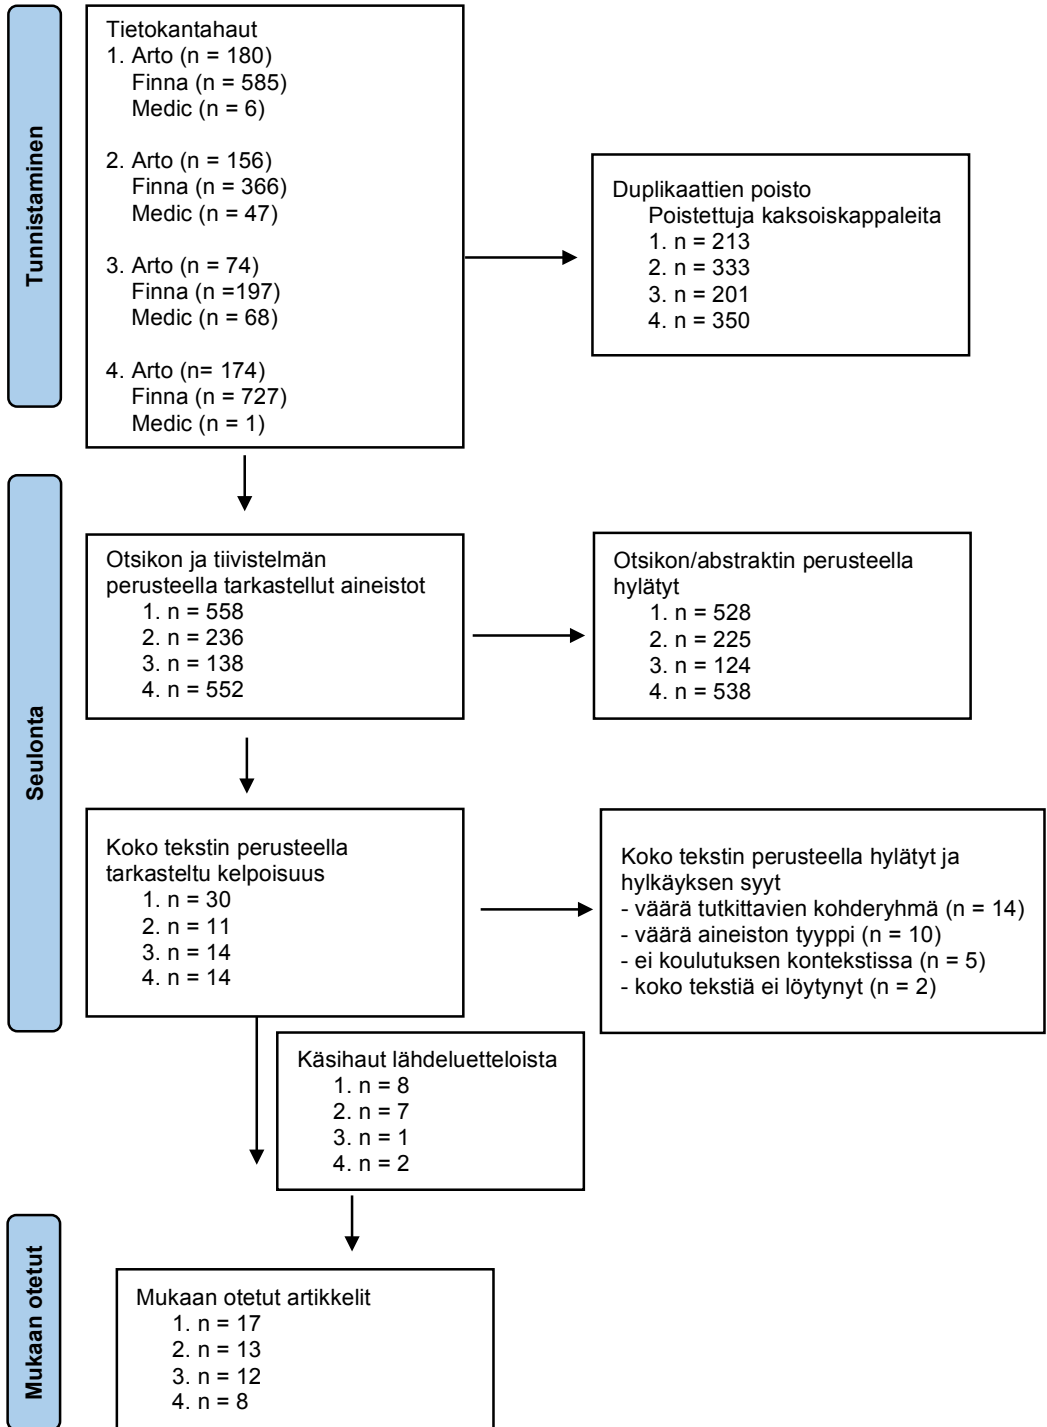 Tunnistaminen
Tietokantahaut
1. Arto (n = 180)
Finna (n = 585)
Medic (n = 6)
2. Arto (n = 156)
Finna (n = 366)
Medic (n = 47)
3. Arto (n = 74)
Finna (n =197)
Medic (n = 68)
4. Arto (n= 174)
Finna (n = 727)
Medic (n = 1)
Duplikaattien poisto
Poistettuja kaksoiskappaleita
1. n = 213
2. n = 333
3. n = 201
4. n = 350
Seulonta
Otsikon ja tiivistelmän
perusteella tarkastellut aineistot
1. n = 558
2. n = 236
3. n = 138
4. n = 552
Otsikon/abstraktin perusteella
hylätyt
1. n = 528
2. n = 225
3. n = 124
4. n = 538
Koko tekstin perusteella
tarkasteltu kelpoisuus
1. n = 30
2. n = 11
3. n = 14
4. n = 14
Koko tekstin perusteella hylätyt ja
hylkäyksen syyt
- väärä tutkittavien kohderyhmä (n = 14)
- väärä aineiston tyyppi (n = 10)
- ei koulutuksen kontekstissa (n = 5)
- koko tekstiä ei löytynyt (n = 2)
Käsihaut lähdeluetteloista
1. n = 8
2. n = 7
3. n = 1
4. n = 2
Mukaan otetut
Mukaan otetut artikkelit
1. n = 17
2. n = 13
3. n = 12
4. n = 8